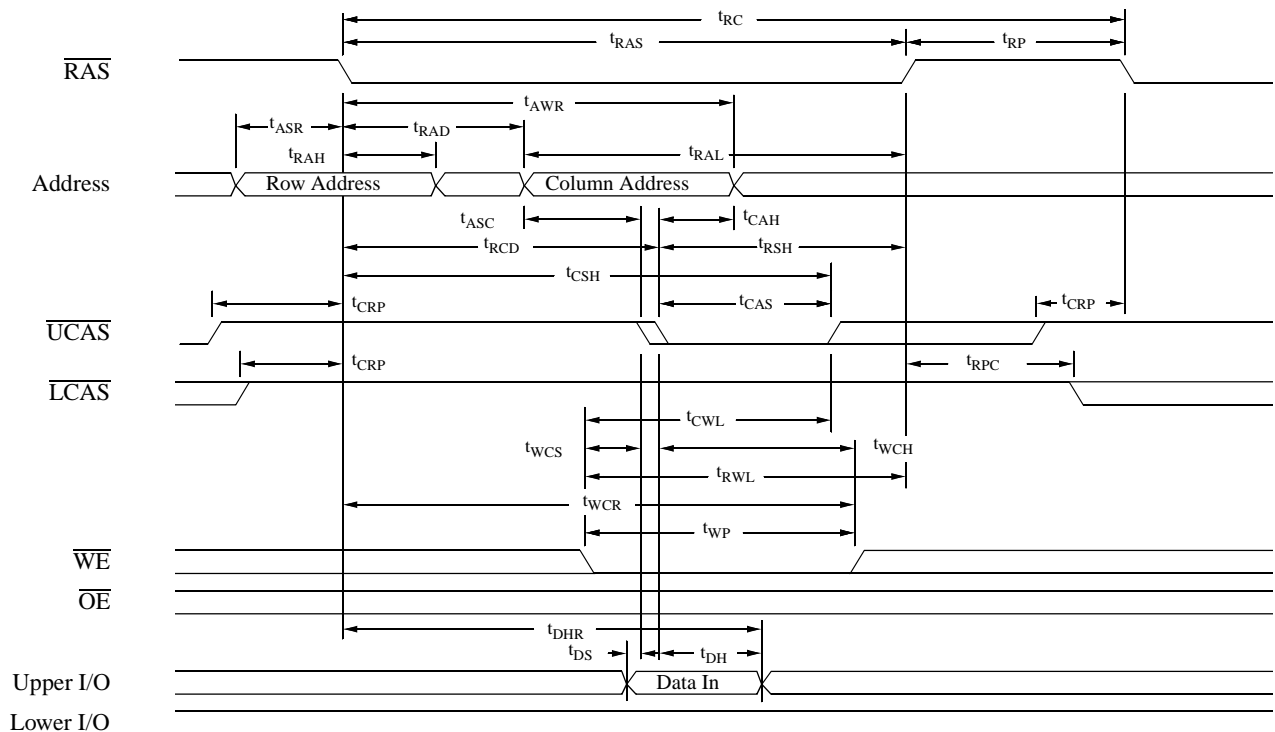 tRC
tRAS tRP
RAS
tAWR
tASR tRAD
tRAH tRAL
Address Row Address Column Address
tASC tCAH
tRCD tRSH
tCSH
tCRP tCAS tCRP
UCAS
tCRP tRPC
LCAS
tCWL
tWCS tWCH
tRWL
tWCR
tWP
WE
OE
tDHR
tDS tDH
Upper I/O Data In
Lower I/O